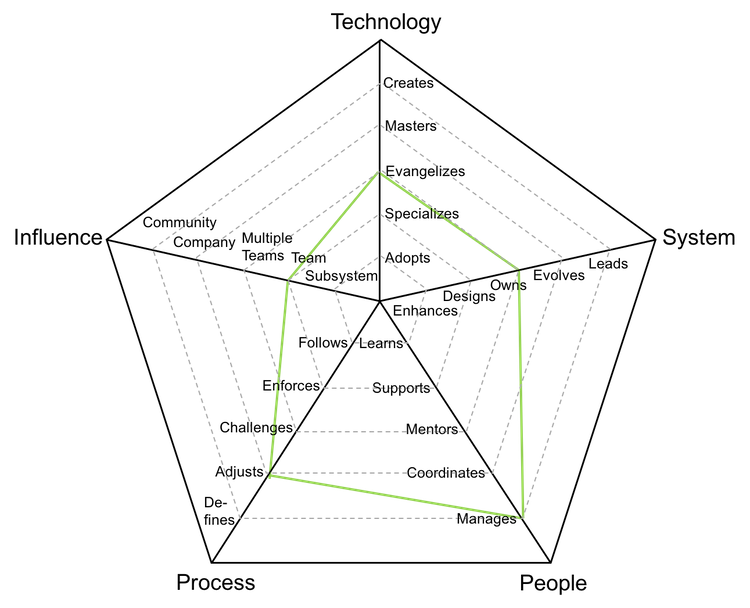 Technology
Creates
Masters
Evangelizes
Specializes
Adopts
Influence
Community
Company
Multiple
Teams
Team
Subsystem
System
Leads
Evolves
Owns
Designs
Enhances
Follows
Learns
Enforces
Supports
Challenges
Mentors
Adjusts
Coordinates
De-
fines
Manages
Process
People